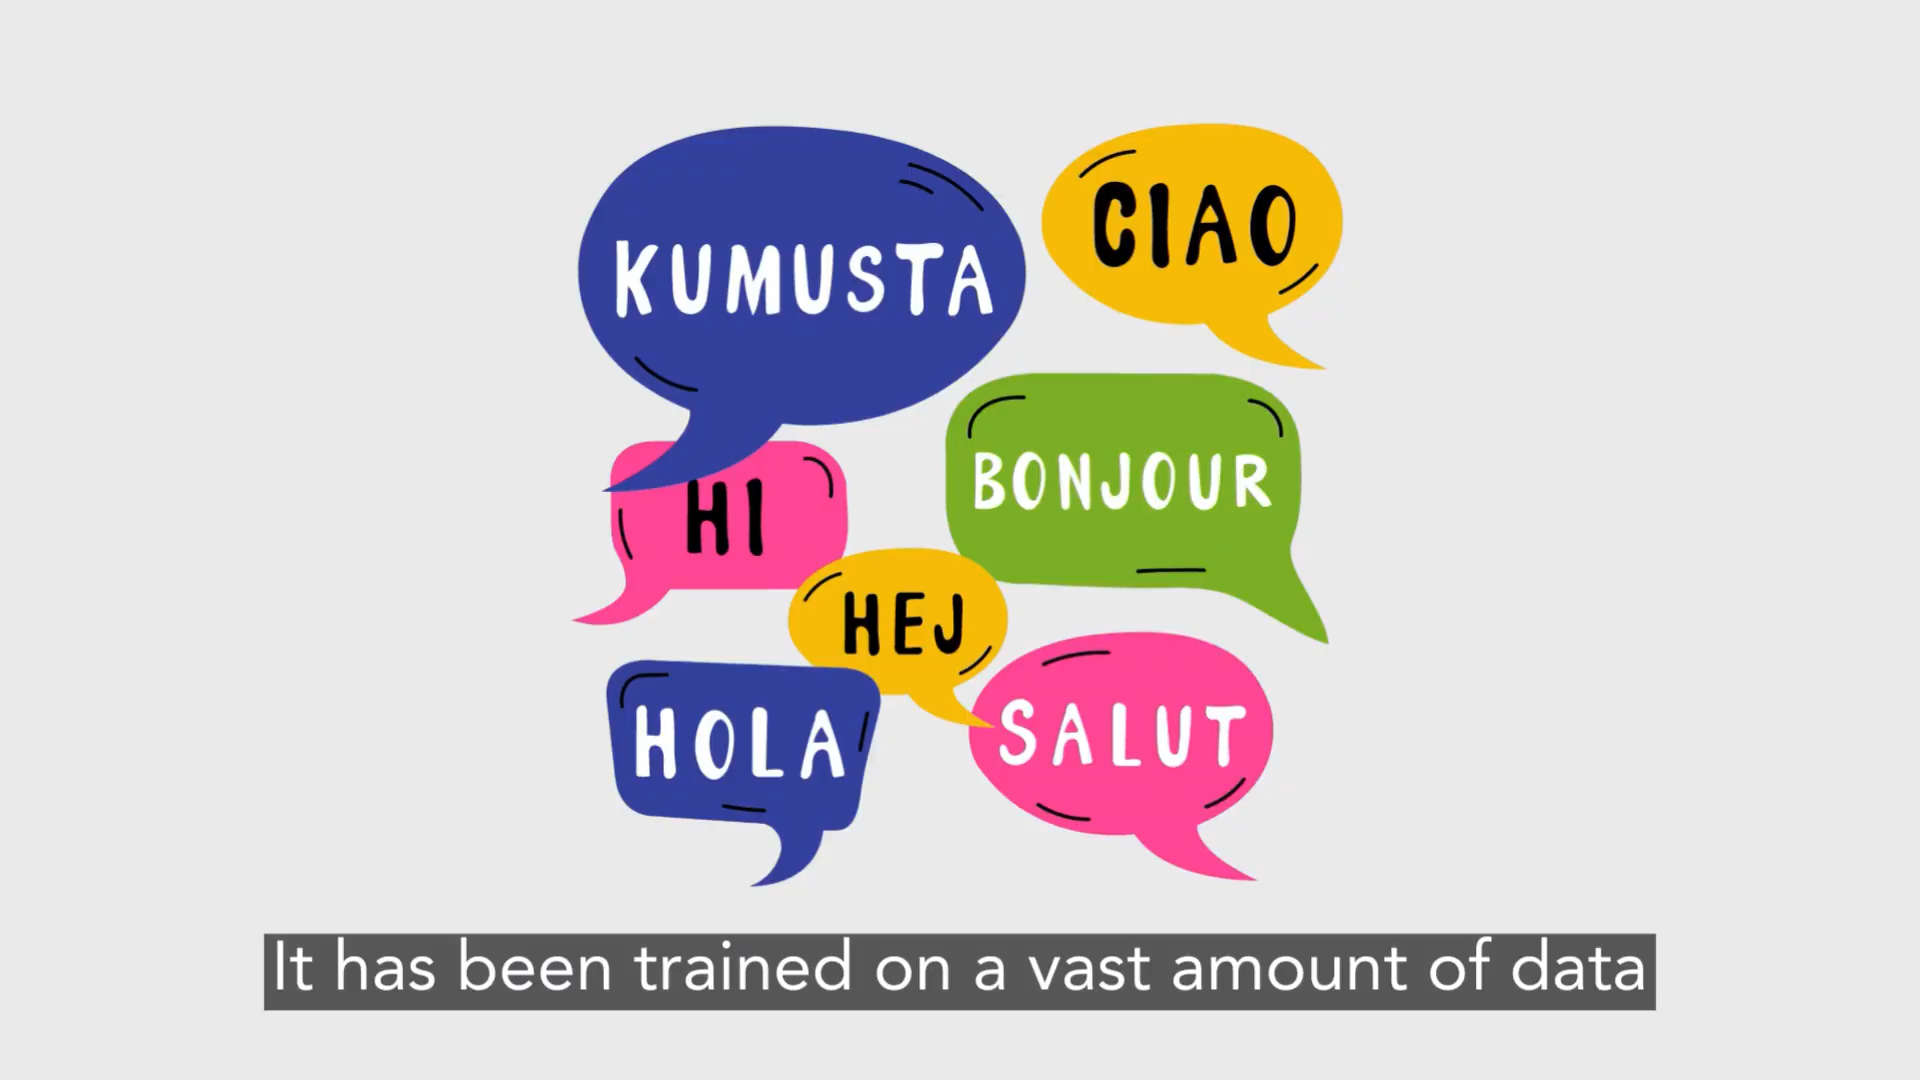 KUMUSTA
CIAO
HI
BONJOUR
HEJ
HOLA
SALUT
It has been trained on a vast amount of data